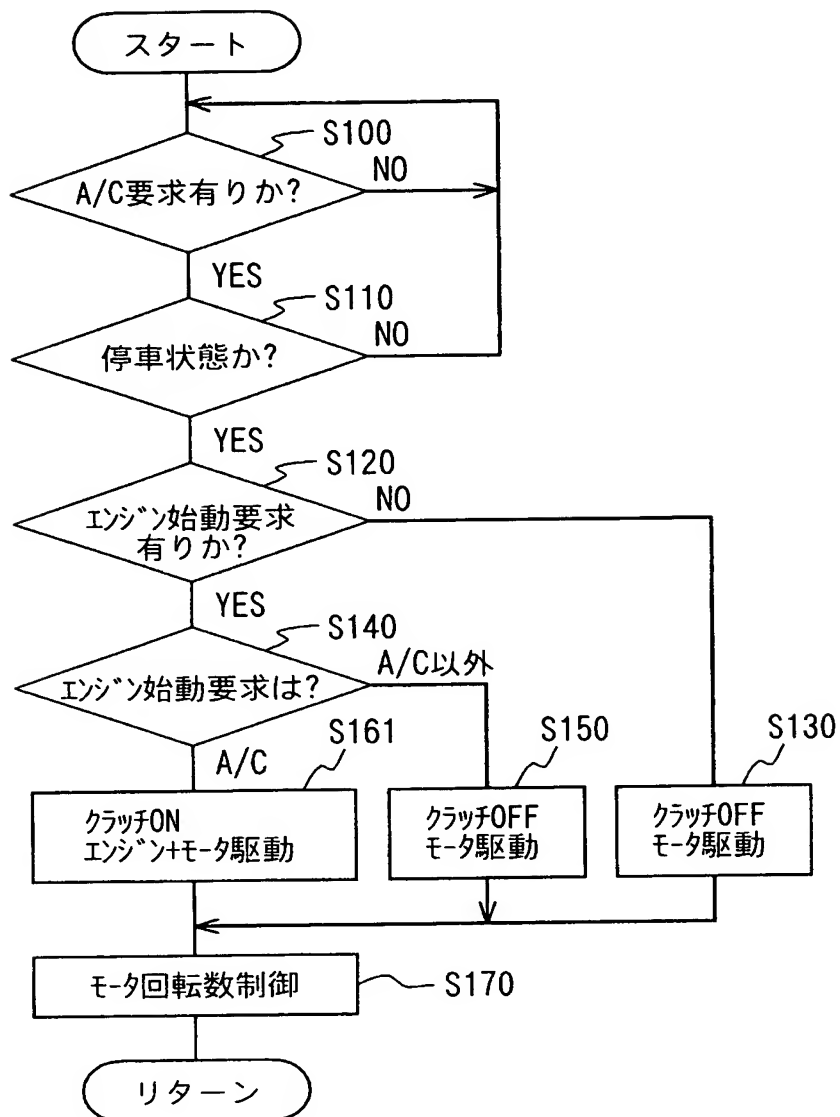 スタート
S100
A/C要求有りか?
NO
YES
S110
停車状態か?
NO
YES
S120
エンジン始動要求
有りか?
NO
YES
S140
エンジン始動要求は?
A/C以外
A/C
S161
クラッチON
エンジン+モータ駆動
S150
クラッチOFF
モータ駆動
S130
クラッチOFF
モータ駆動
モータ回転数制御
S170
リターン